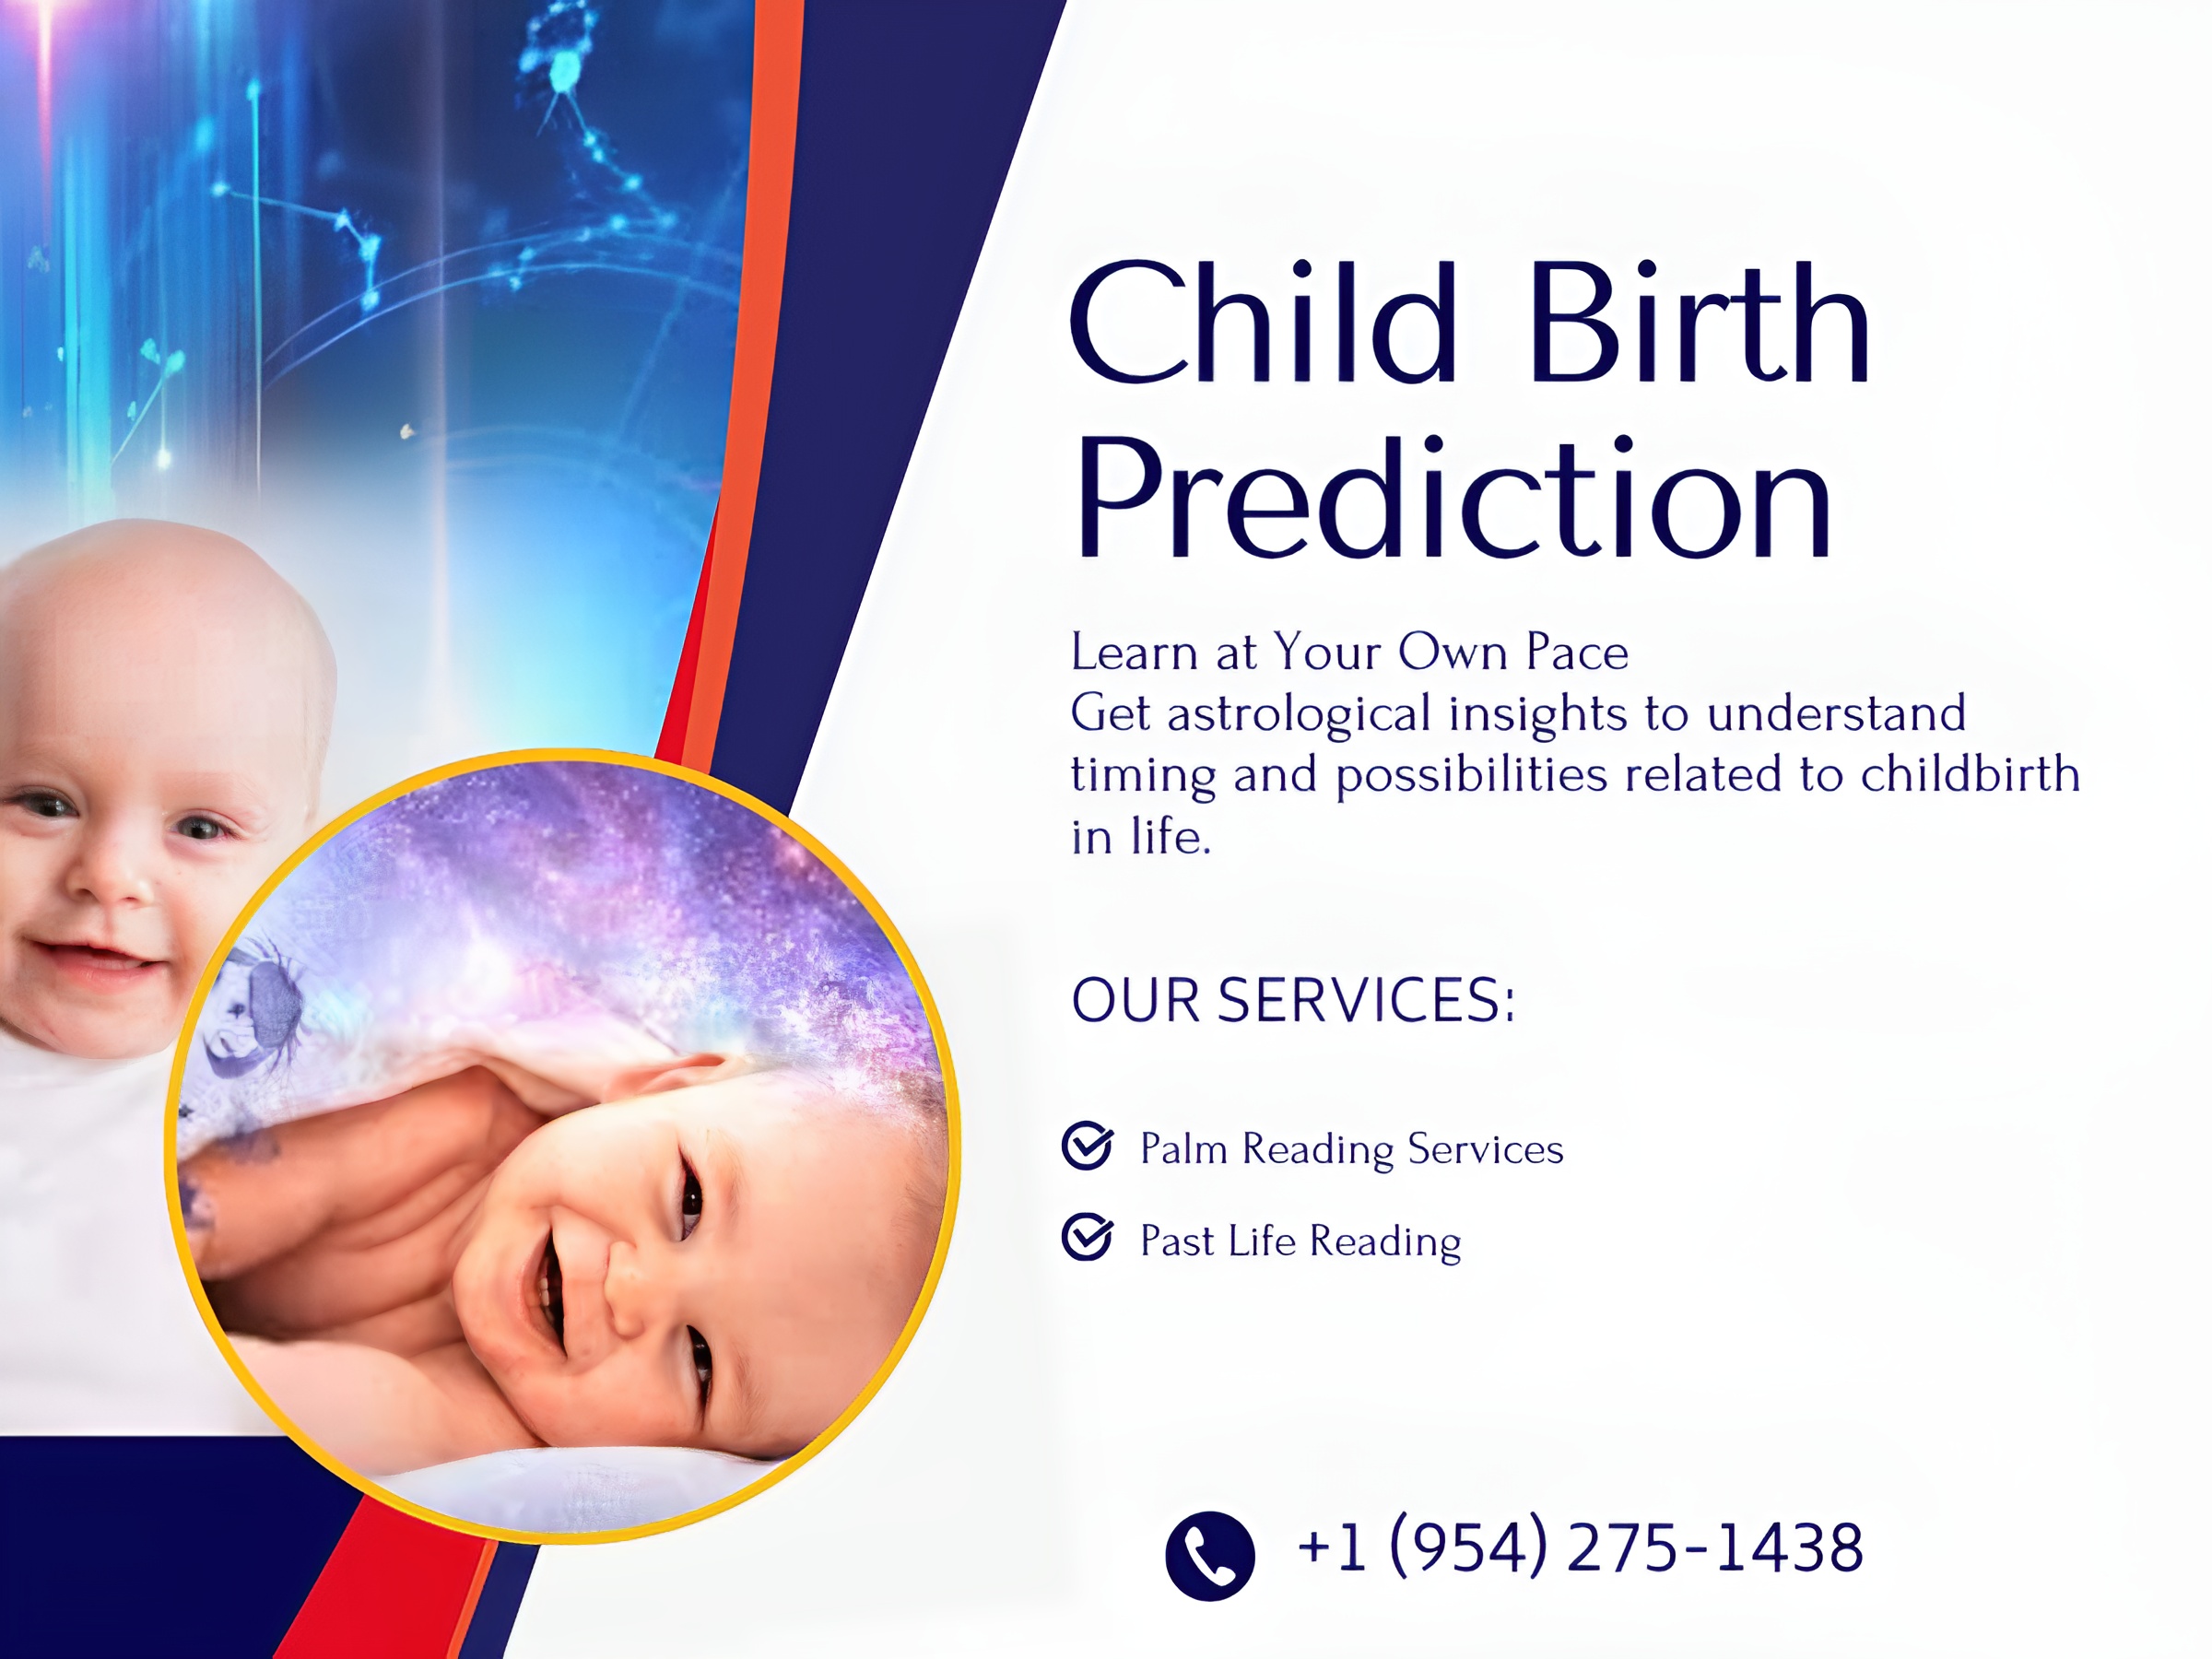 Child Birth
Prediction
Learn at Your Own Pace
Get astrological insights to understand
timing and possibilities related to childbirth
in life.
OUR SERVICES:
Palm Reading Services
Past Life Reading
+1 (954) 275-1438